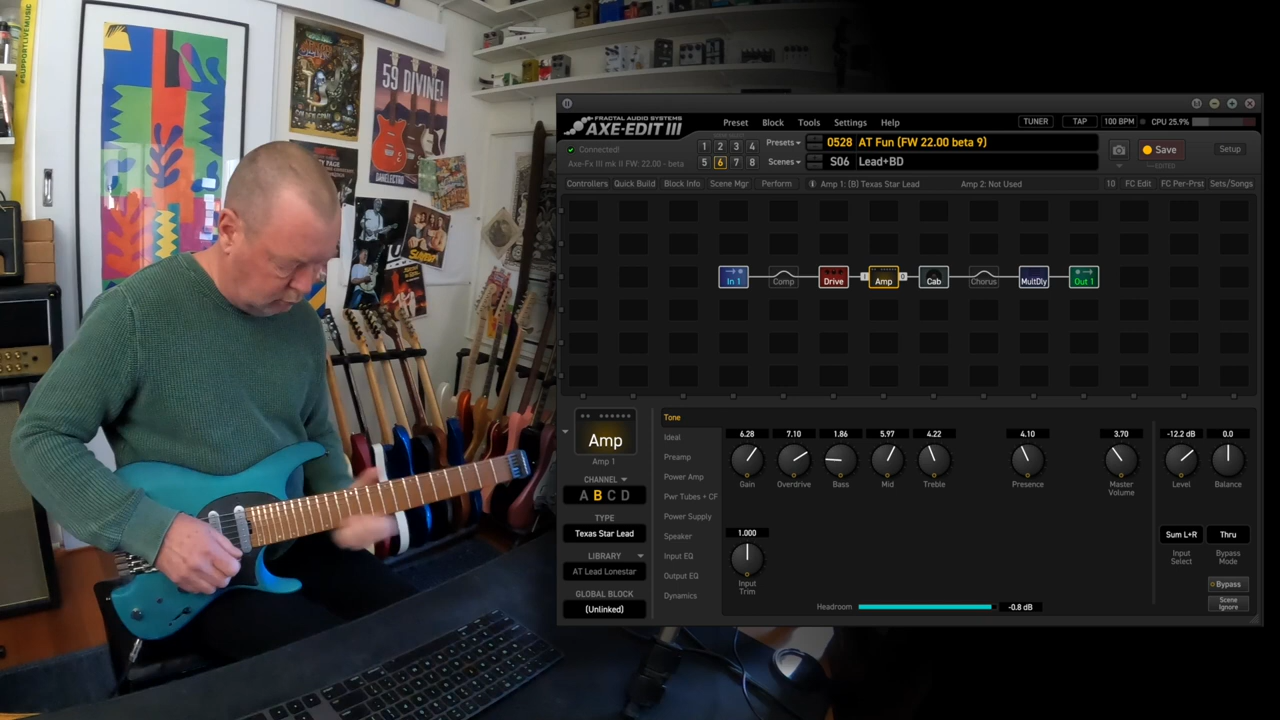 #SUPPORTLIVEMUSIC
59 DIVINE!
DANELECTRO
FRACTAL AUDIO SYSTEMS
AXE-EDIT III
Preset Block Tools Settings Help
TUNER TAP 100 BPM CPU 25.9%
Connected!
Axe-Fx III mk II FW: 22.00 - beta
1 2 3 4
5 6 7 8
Presets
0528 AT Fun (FW 22.00 beta 9)
Scenes
S06 Lead+BD
Save
EDITED
Setup
Controllers Quick Build Block Info Scene Mgr Perform
Amp 1: (B) Texas Star Lead Amp 2: Not Used
10 FC Edit FC Per-Prst Sets/Songs
In 1 Comp Drive Amp Cab Chorus MultDly Out 1
Amp
Amp 1
CHANNEL
A B C D
TYPE
Texas Star Lead
LIBRARY
AT Lead Lonestar
GLOBAL BLOCK
(Unlinked)
Tone
Ideal
Preamp
Power Amp
Pwr Tubes + CF
Power Supply
Speaker
Input EQ
Output EQ
Dynamics
6.28 7.10 1.86 5.97 4.22 4.10 3.70 -12.2 dB 0.0
Gain Overdrive Bass Mid Treble Presence Master Volume Level Balance
1.000
Input
Trim
Sum L+R Thru
Input Select
Bypass Mode
Bypass
Scene Ignore
Headroom -0.8 dB